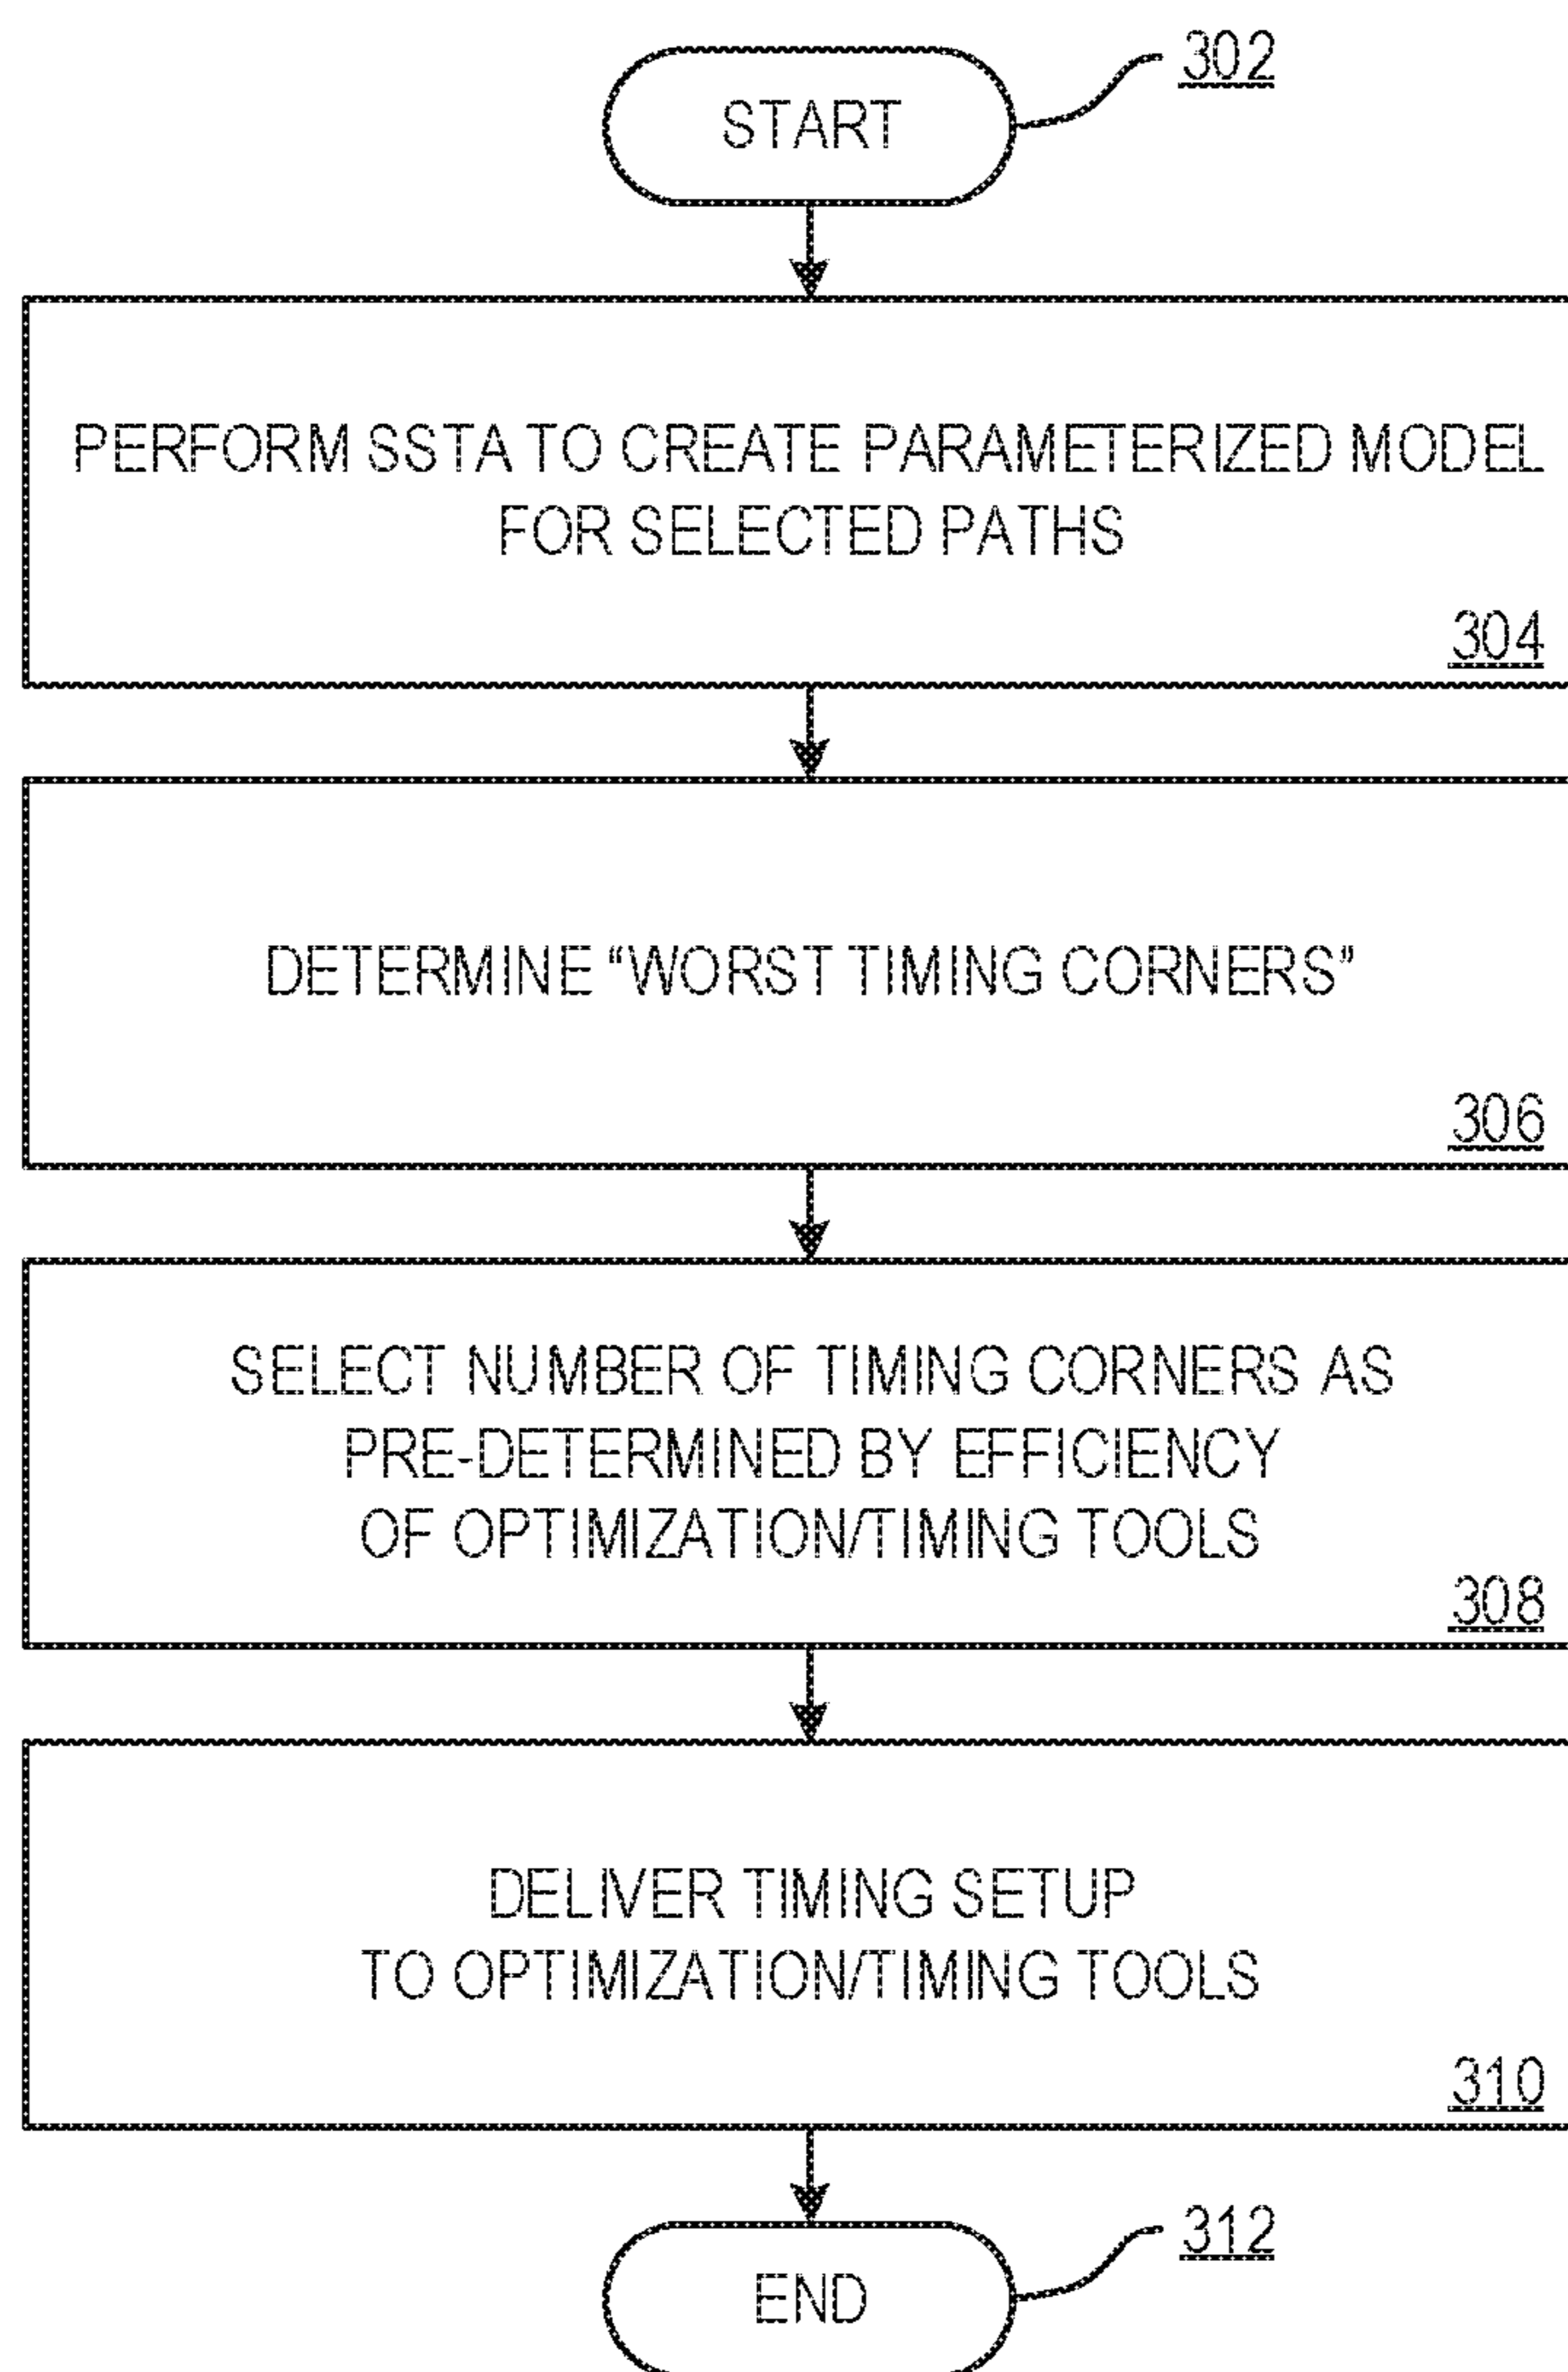 302
START
PERFORM SSTA TO CREATE PARAMETERIZED MODEL
FOR SELECTED PATHS
304
DETERMINE “WORST TIMING CORNERS”
306
SELECT NUMBER OF TIMING CORNERS AS
PRE-DETERMINED BY EFFICIENCY
OF OPTIMIZATION/TIMING TOOLS
308
DELIVER TIMING SETUP
TO OPTIMIZATION/TIMING TOOLS
310
312
END